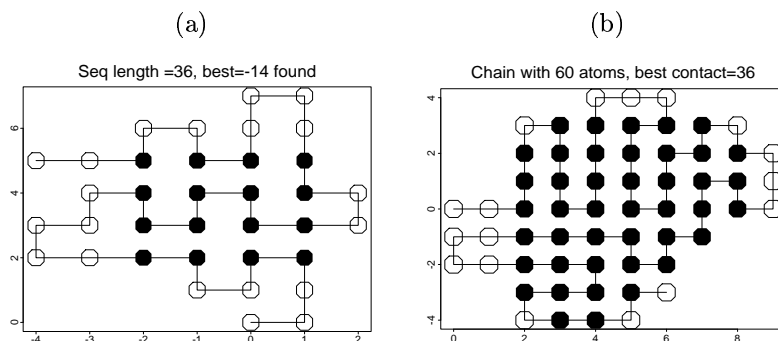 (a) (b)
Seq length =36, best=-14 found
Chain with 60 atoms, best contact=36
6
4
2
0
-4 -3 -2 -1 0 1 2
4
2
0
-2
-4
0 2 4 6 8